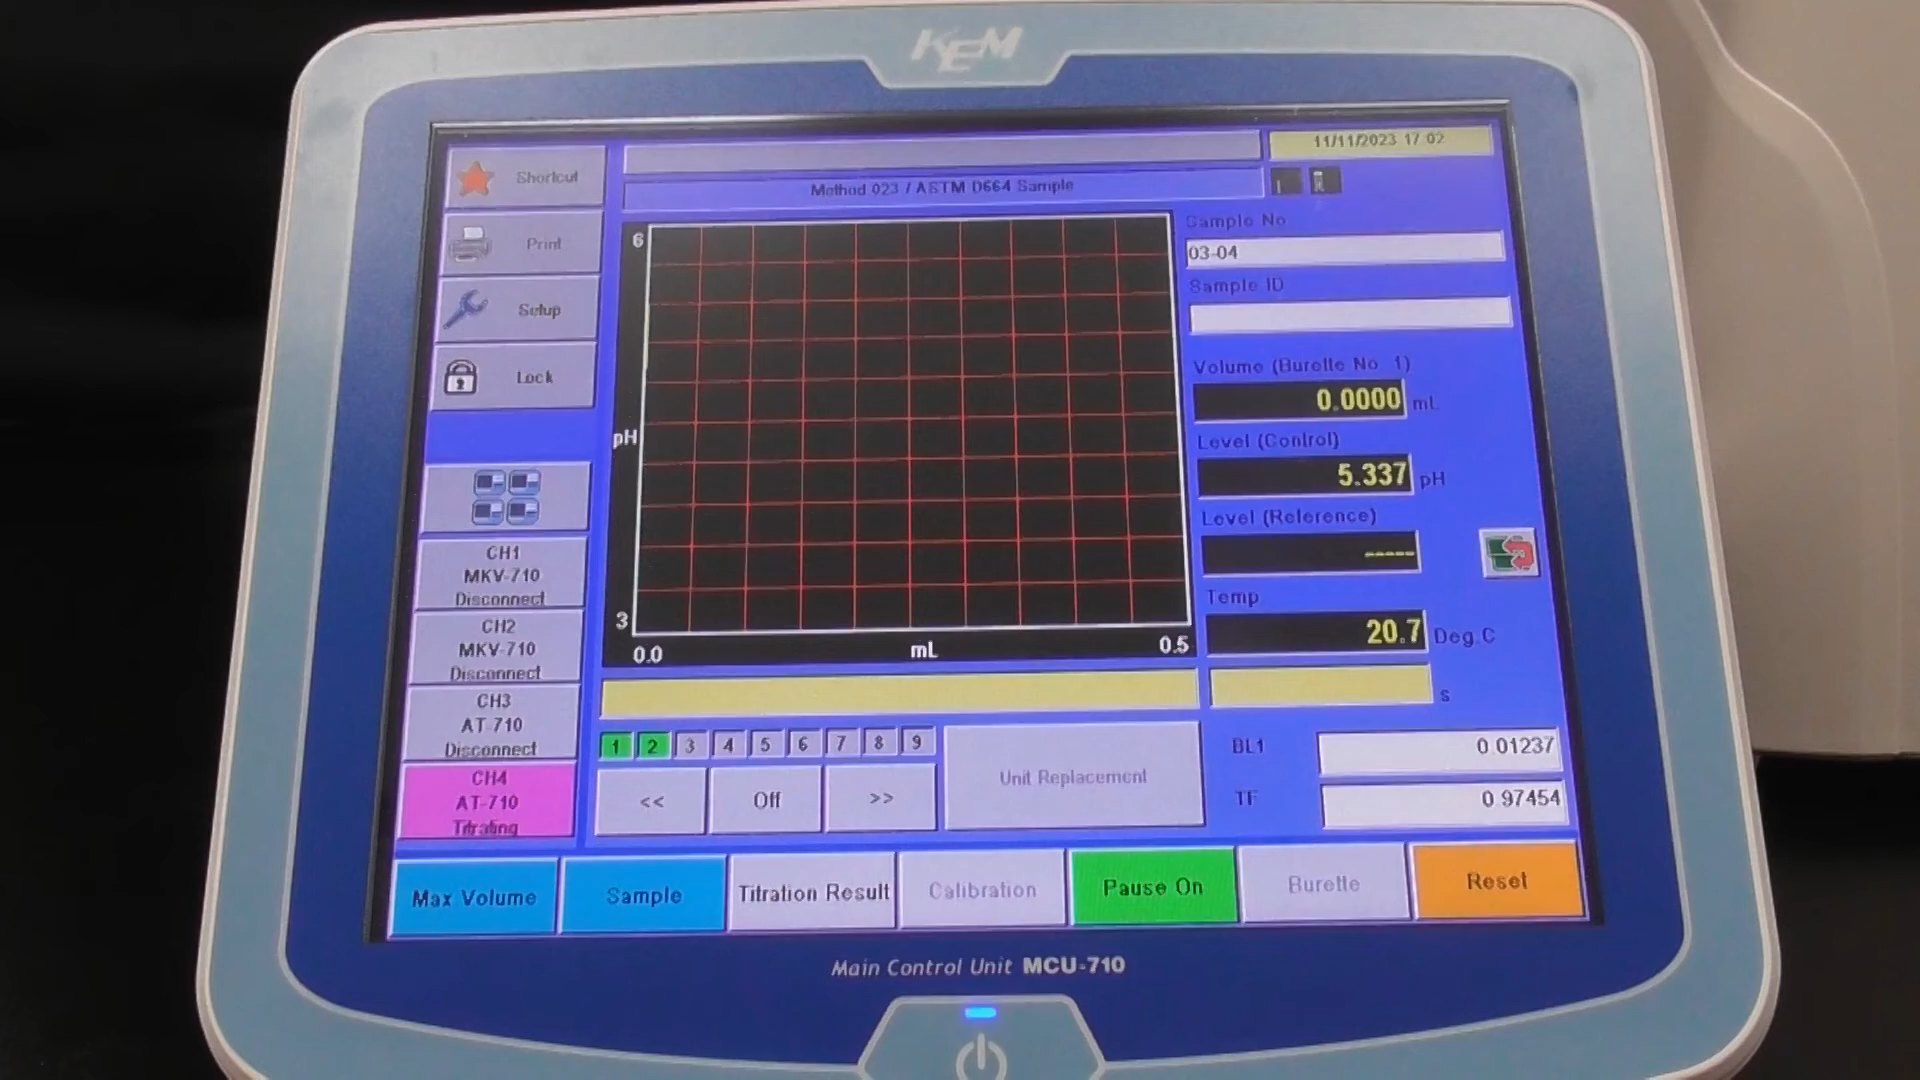 KEM
Shortcut
Print
Setup
Lock
CH1
MKV-710
Disconnect
CH2
MKV-710
Disconnect
CH3
AT-710
Disconnect
CH4
AT-710
Titrating
11/11/2023 17:02
Method 023 / ASTM D664 Sample
6
pH
3
0.0
mL
0.5
Sample No
03-04
Sample ID
Volume (Burette No. 1)
0.0000 mL
Level (Control)
5.337 pH
Level (Reference)
-----
Temp
20.7 Deg.C
s
1 2 3 4 5 6 7 8 9
<< Off >>
Unit Replacement
BL1 0.01237
TF 0.97454
Max Volume
Sample
Titration Result
Calibration
Pause On
Burette
Reset
Main Control Unit MCU-710